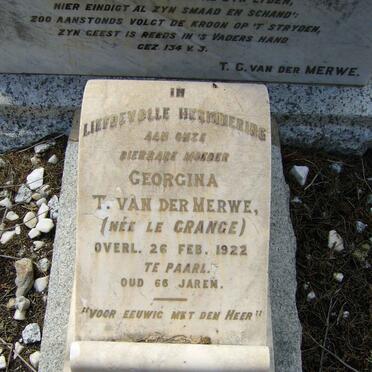 HIER EINDIGT AL ZYN SMAAD EN SCHAND':
ZOO AANSTONDS VOLGT DE KROON OP 'T STRYDEN,
ZYN GEEST IS REEDS IN 'S VADERS HAND
GEZ 134 V. 3.
T. C. VAN DER MERWE.
IN
LIEFDEVOLLE HERINNERING
AAN ONZE
DIERBARE MOEDER
GEORGINA
T. VAN DER MERWE,
(NÉE LE GRANGE)
OVERL. 26 FEB. 1922
TE PAARL.
OUD 66 JAREN.
"VOOR EEUWIG MET DEN HEER"